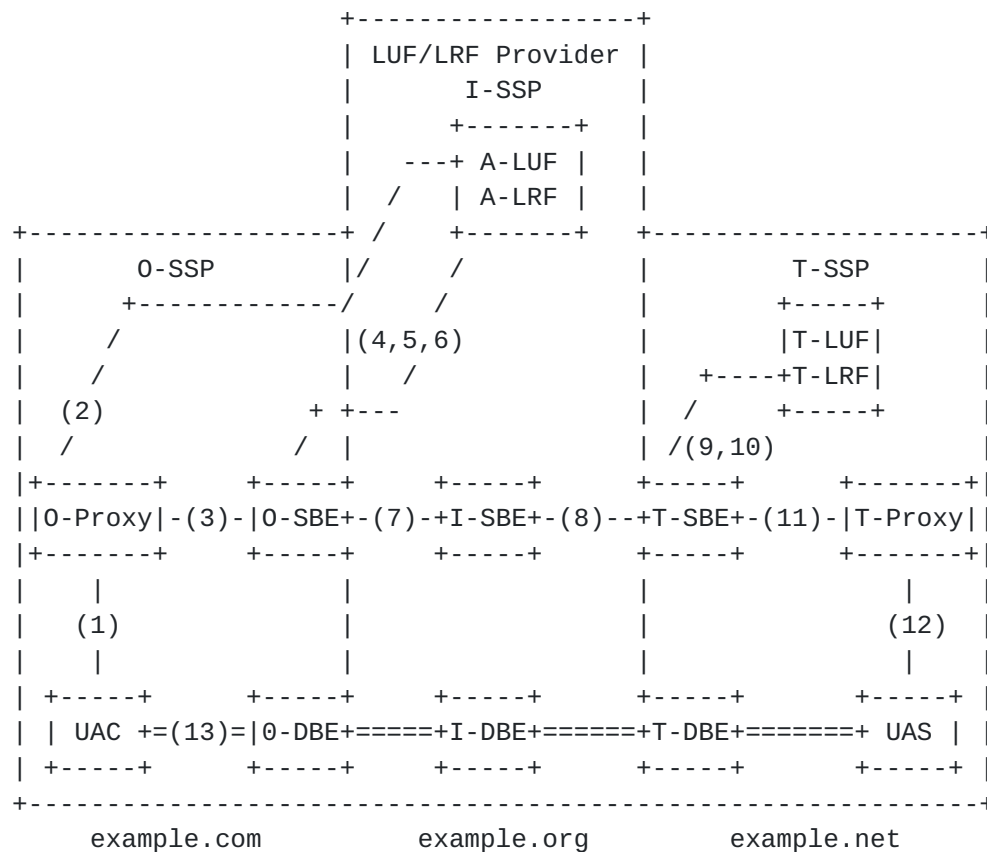 LUF/LRF Provider
I-SSP
A-LUF
A-LRF
O-SSP T-SSP
(4,5,6) T-LUF
T-LRF
(2)
(9,10)
O-Proxy -(3)- O-SBE -(7)- I-SBE -(8)-- T-SBE -(11)- T-Proxy
(1) (12)
UAC =(13)= 0-DBE I-DBE T-DBE UAS
example.com example.org example.net